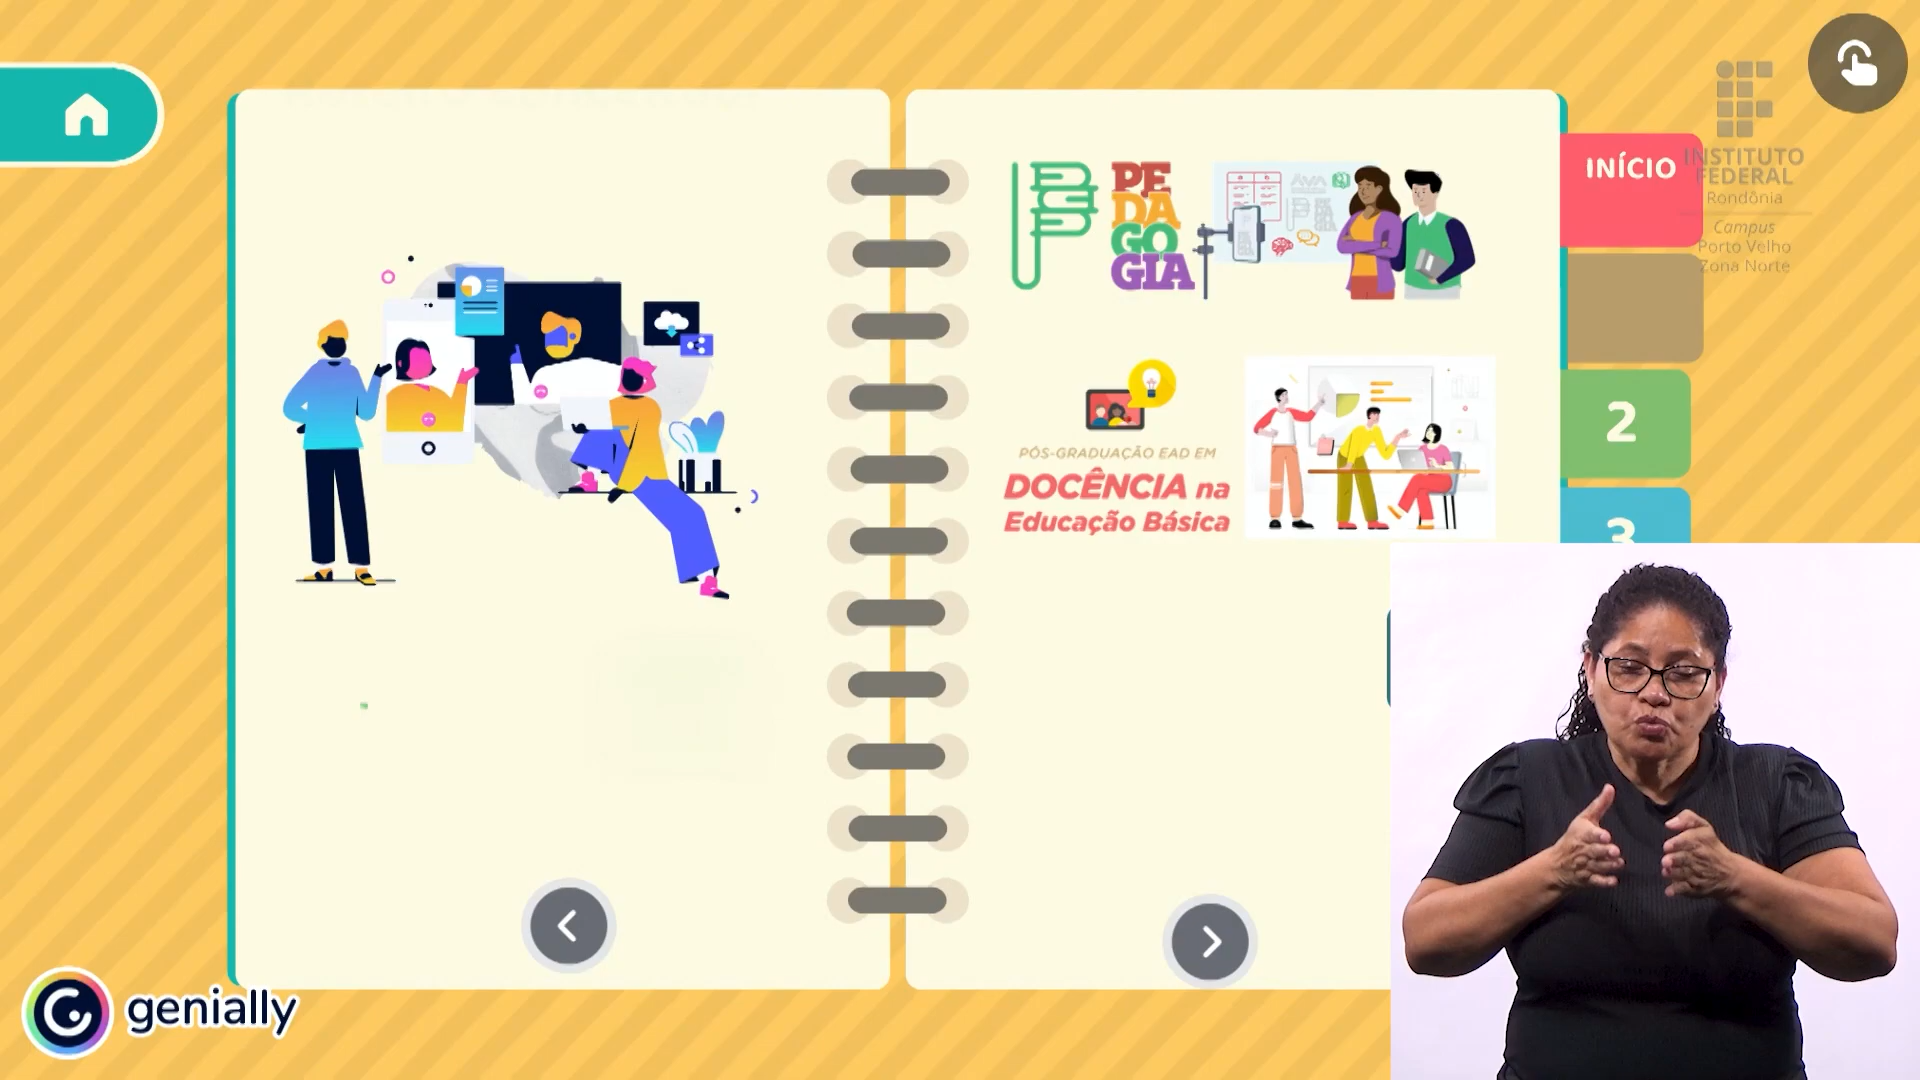 PE
DA
GO
GIA
PÓS-GRADUAÇÃO EAD EM
DOCÊNCIA na
Educação Básica
INÍCIO
2
3
INSTITUTO
FEDERAL
Rondônia
Campus
Porto Velho
Zona Norte
genially